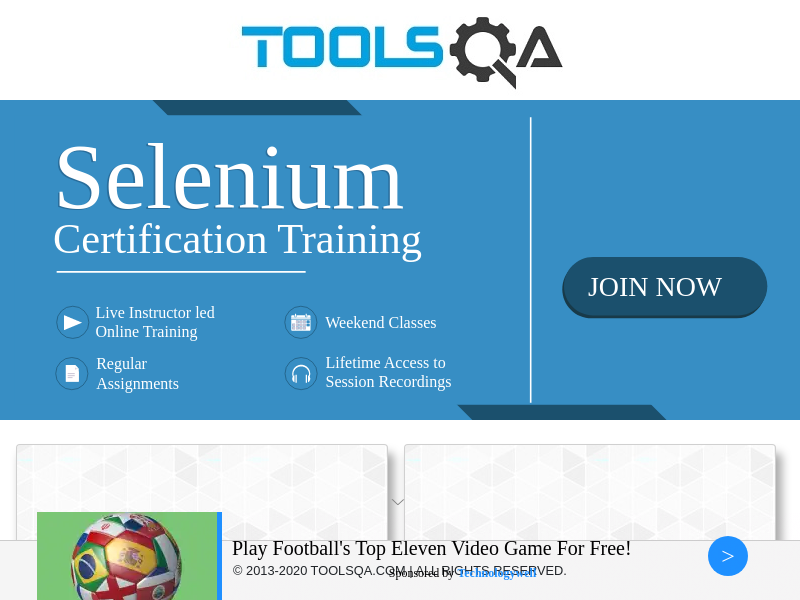 TOOLSQA
Selenium
Certification Training
JOIN NOW
Live Instructor led
Online Training
Weekend Classes
Regular
Assignments
Lifetime Access to
Session Recordings
Play Football's Top Eleven Video Game For Free!
© 2013-2020 TOOLSQA.COM | ALL RIGHTS RESERVED.
Sponsored by
>